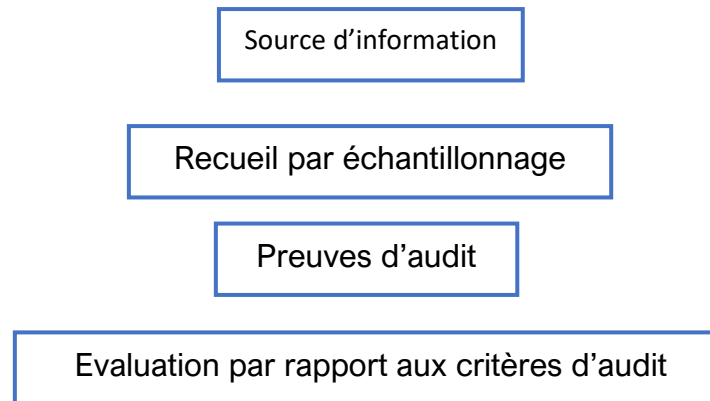 Source d’information
Recueil par échantillonnage
Preuves d’audit
Evaluation par rapport aux critères d’audit